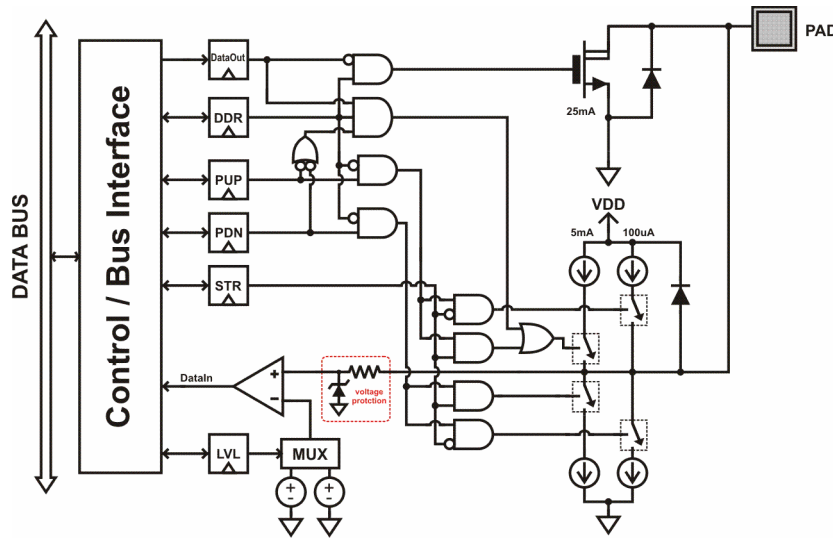 DATA BUS
Control / Bus Interface
DataOut
DDR
PUP
PDN
STR
DataIn
LVL
MUX
+
−
+
-
+
-
voltage
protction
25mA
PAD
VDD
5mA
100uA